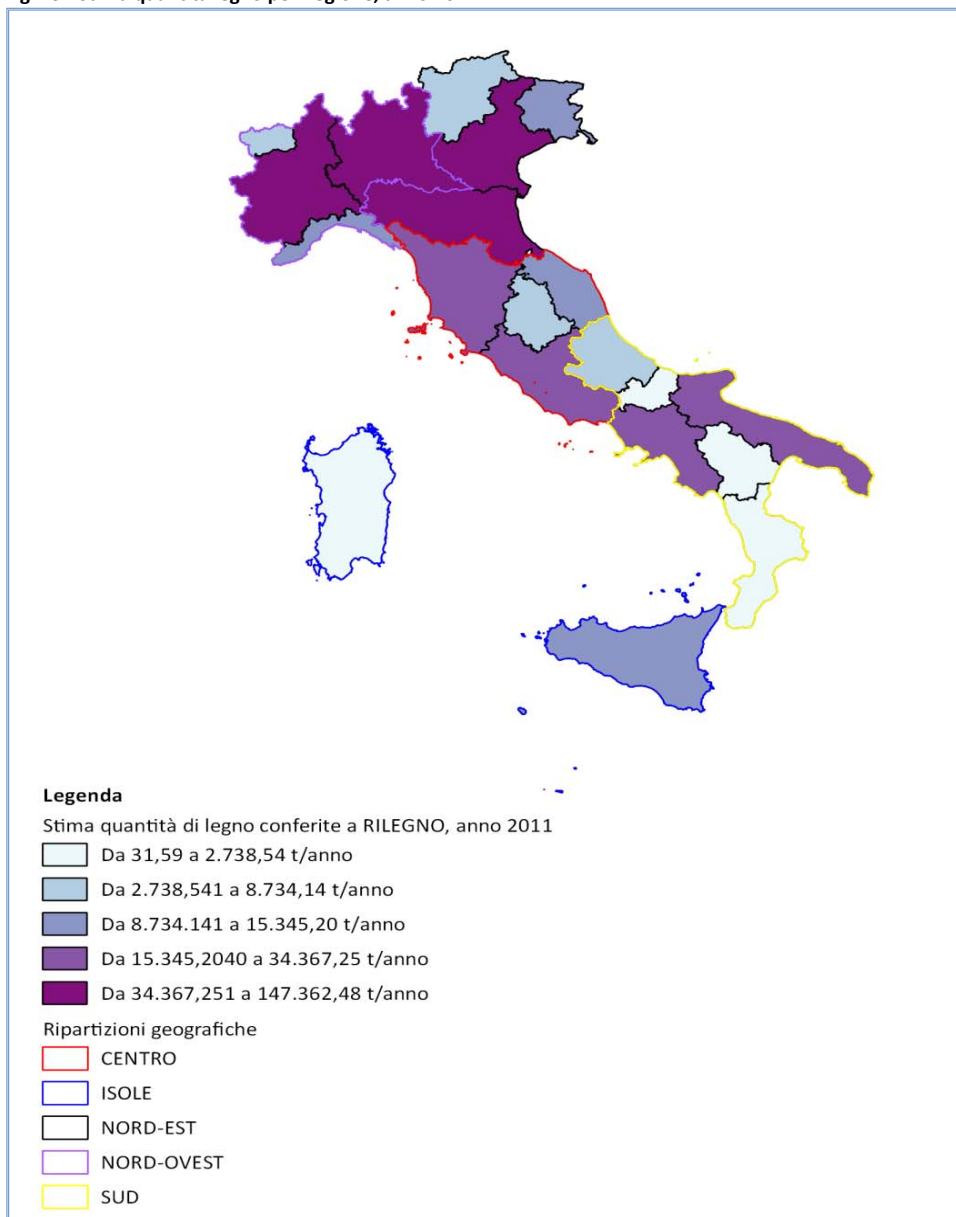 Legenda
Stima quantità di legno conferite a RILEGNO, anno 2011
Da 31,59 a 2.738,54 t/anno
Da 2.738,541 a 8.734,14 t/anno
Da 8.734.141 a 15.345,20 t/anno
Da 15.345,2040 a 34.367,25 t/anno
Da 34.367,251 a 147.362,48 t/anno
Ripartizioni geografiche
CENTRO
ISOLE
NORD-EST
NORD-OVEST
SUD